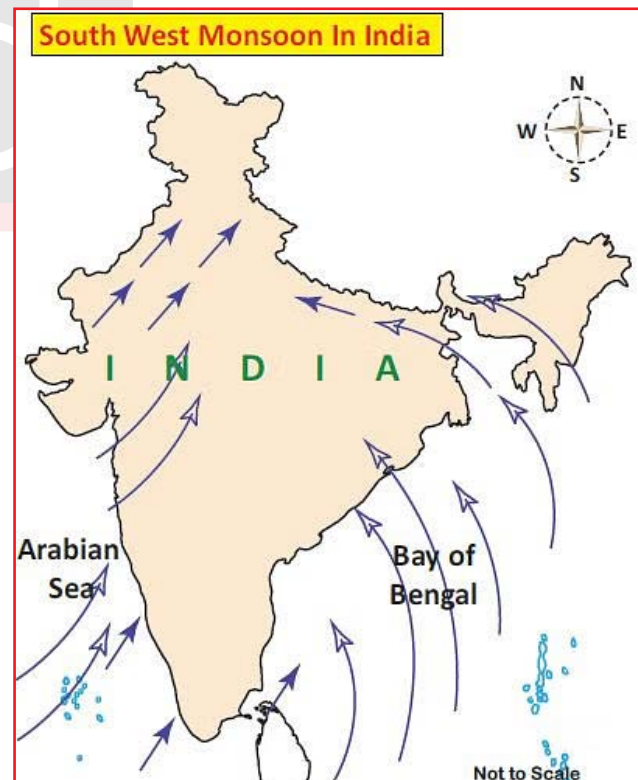 South West Monsoon In India
N
W E
S
I N D I A
Arabian
Sea
Bay of
Bengal
Not to Scale